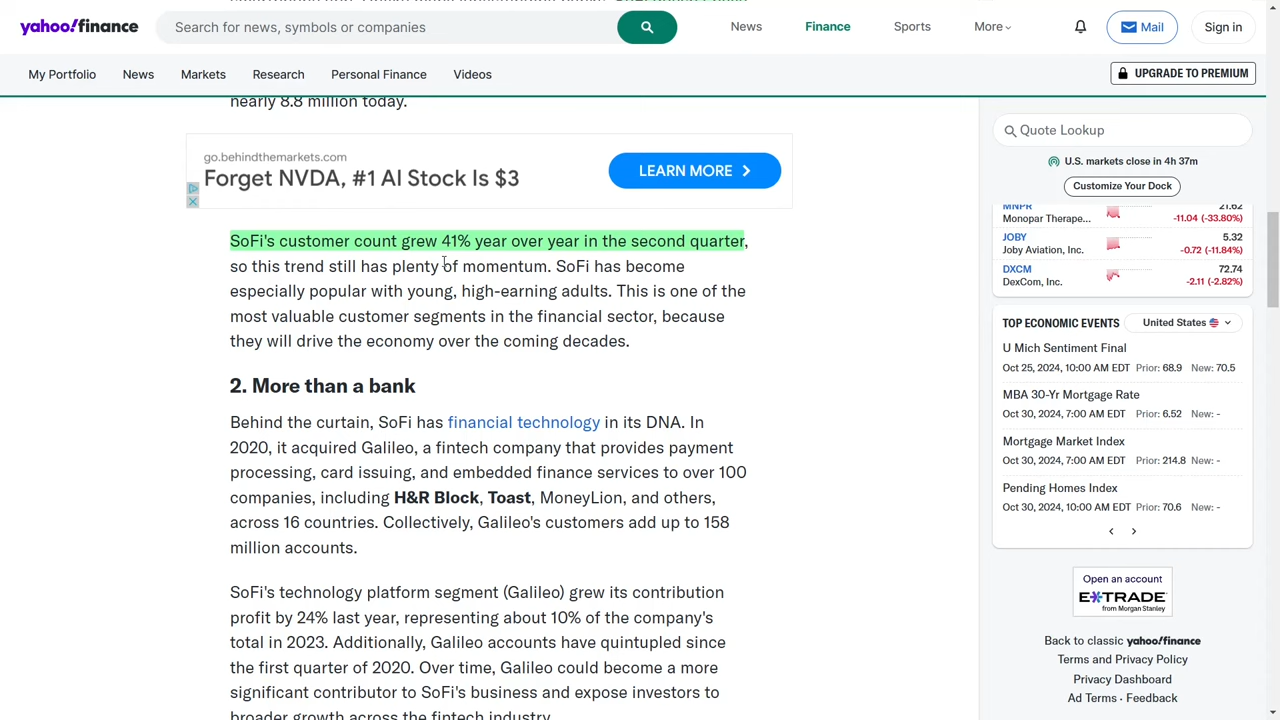 yahoo!finance
Search for news, symbols or companies
News
Finance
Sports
More
Mail
Sign in
My Portfolio
News
Markets
Research
Personal Finance
Videos
UPGRADE TO PREMIUM
nearly 8.8 million today.
go.behindthemarkets.com
Forget NVDA, #1 AI Stock Is $3
LEARN MORE
SoFi's customer count grew 41% year over year in the second quarter,
so this trend still has plenty of momentum. SoFi has become
especially popular with young, high-earning adults. This is one of the
most valuable customer segments in the financial sector, because
they will drive the economy over the coming decades.
2. More than a bank
Behind the curtain, SoFi has financial technology in its DNA. In
2020, it acquired Galileo, a fintech company that provides payment
processing, card issuing, and embedded finance services to over 100
companies, including H&R Block, Toast, MoneyLion, and others,
across 16 countries. Collectively, Galileo's customers add up to 158
million accounts.
SoFi's technology platform segment (Galileo) grew its contribution
profit by 24% last year, representing about 10% of the company's
total in 2023. Additionally, Galileo accounts have quintupled since
the first quarter of 2020. Over time, Galileo could become a more
significant contributor to SoFi's business and expose investors to
broader growth across the fintech industry.
Quote Lookup
U.S. markets close in 4h 37m
Customize Your Dock
MNPR 21.62
Monopar Therape... -11.04 (-33.80%)
JOBY 5.32
Joby Aviation, Inc. -0.72 (-11.84%)
DXCM 72.74
DexCom, Inc. -2.11 (-2.82%)
TOP ECONOMIC EVENTS
United States
U Mich Sentiment Final
Oct 25, 2024, 10:00 AM EDT Prior: 68.9 New: 70.5
MBA 30-Yr Mortgage Rate
Oct 30, 2024, 7:00 AM EDT Prior: 6.52 New: -
Mortgage Market Index
Oct 30, 2024, 7:00 AM EDT Prior: 214.8 New: -
Pending Homes Index
Oct 30, 2024, 10:00 AM EDT Prior: 70.6 New: -
Open an account
E*TRADE
from Morgan Stanley
Back to classic yahoo!finance
Terms and Privacy Policy
Privacy Dashboard
Ad Terms · Feedback